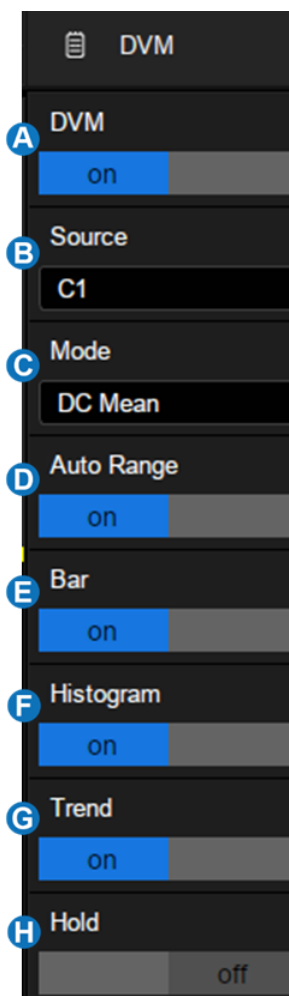 DVM
A
DVM
on
B
Source
C1
C
Mode
DC Mean
D
Auto Range
on
E
Bar
on
F
Histogram
on
G
Trend
on
H
Hold
off